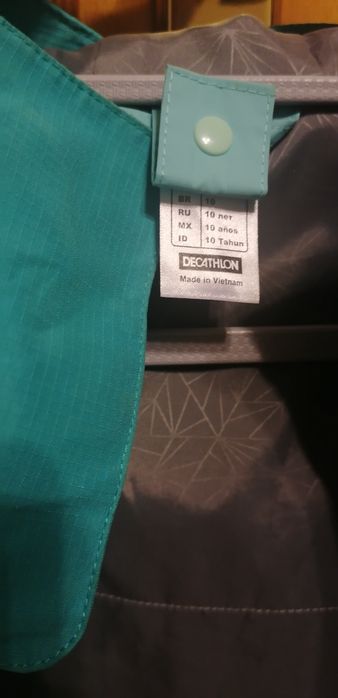 BR 10
RU 10 лет
MX 10 años
ID 10 Tahun
DECATHLON
Made in Vietnam